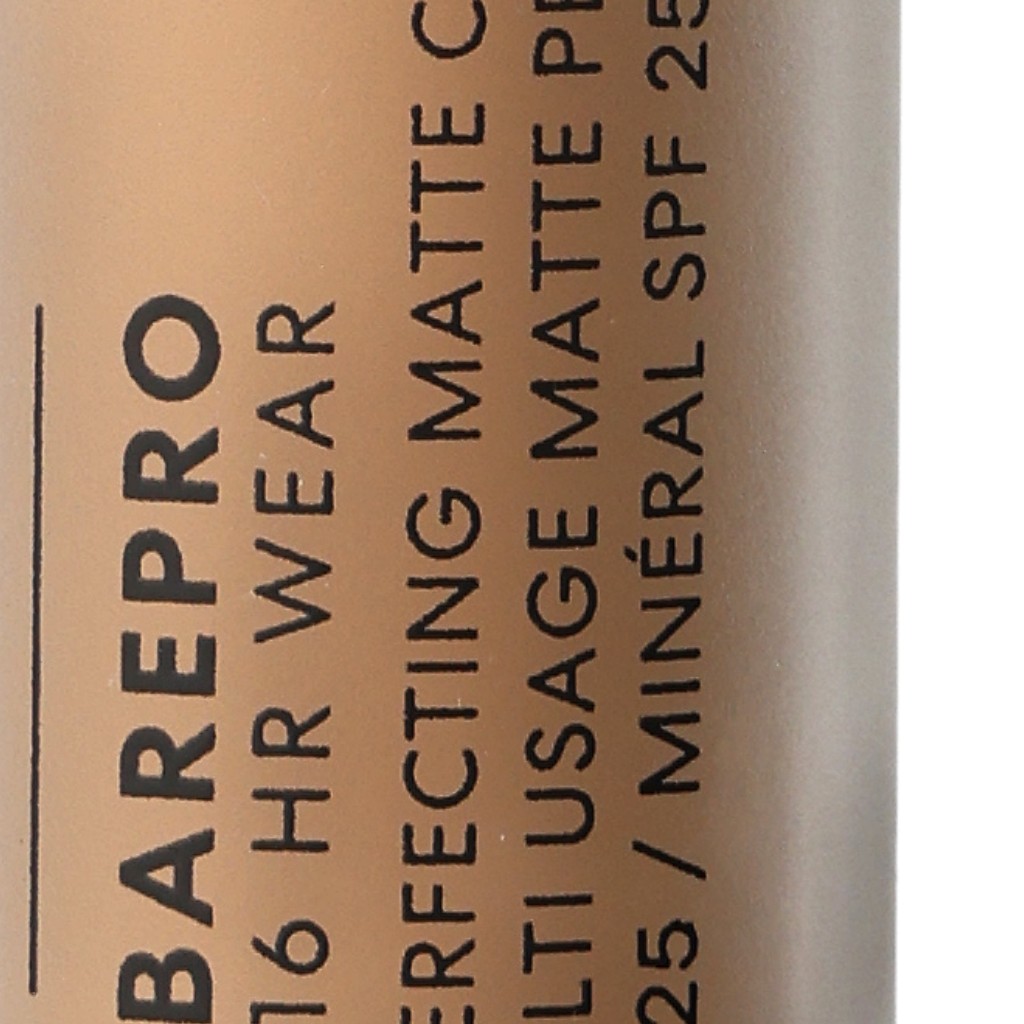 BAREPRO
16 HR WEAR
ERFECTING MATTE C
LTI USAGE MATTE PE
25 / MINÉRAL SPF 25